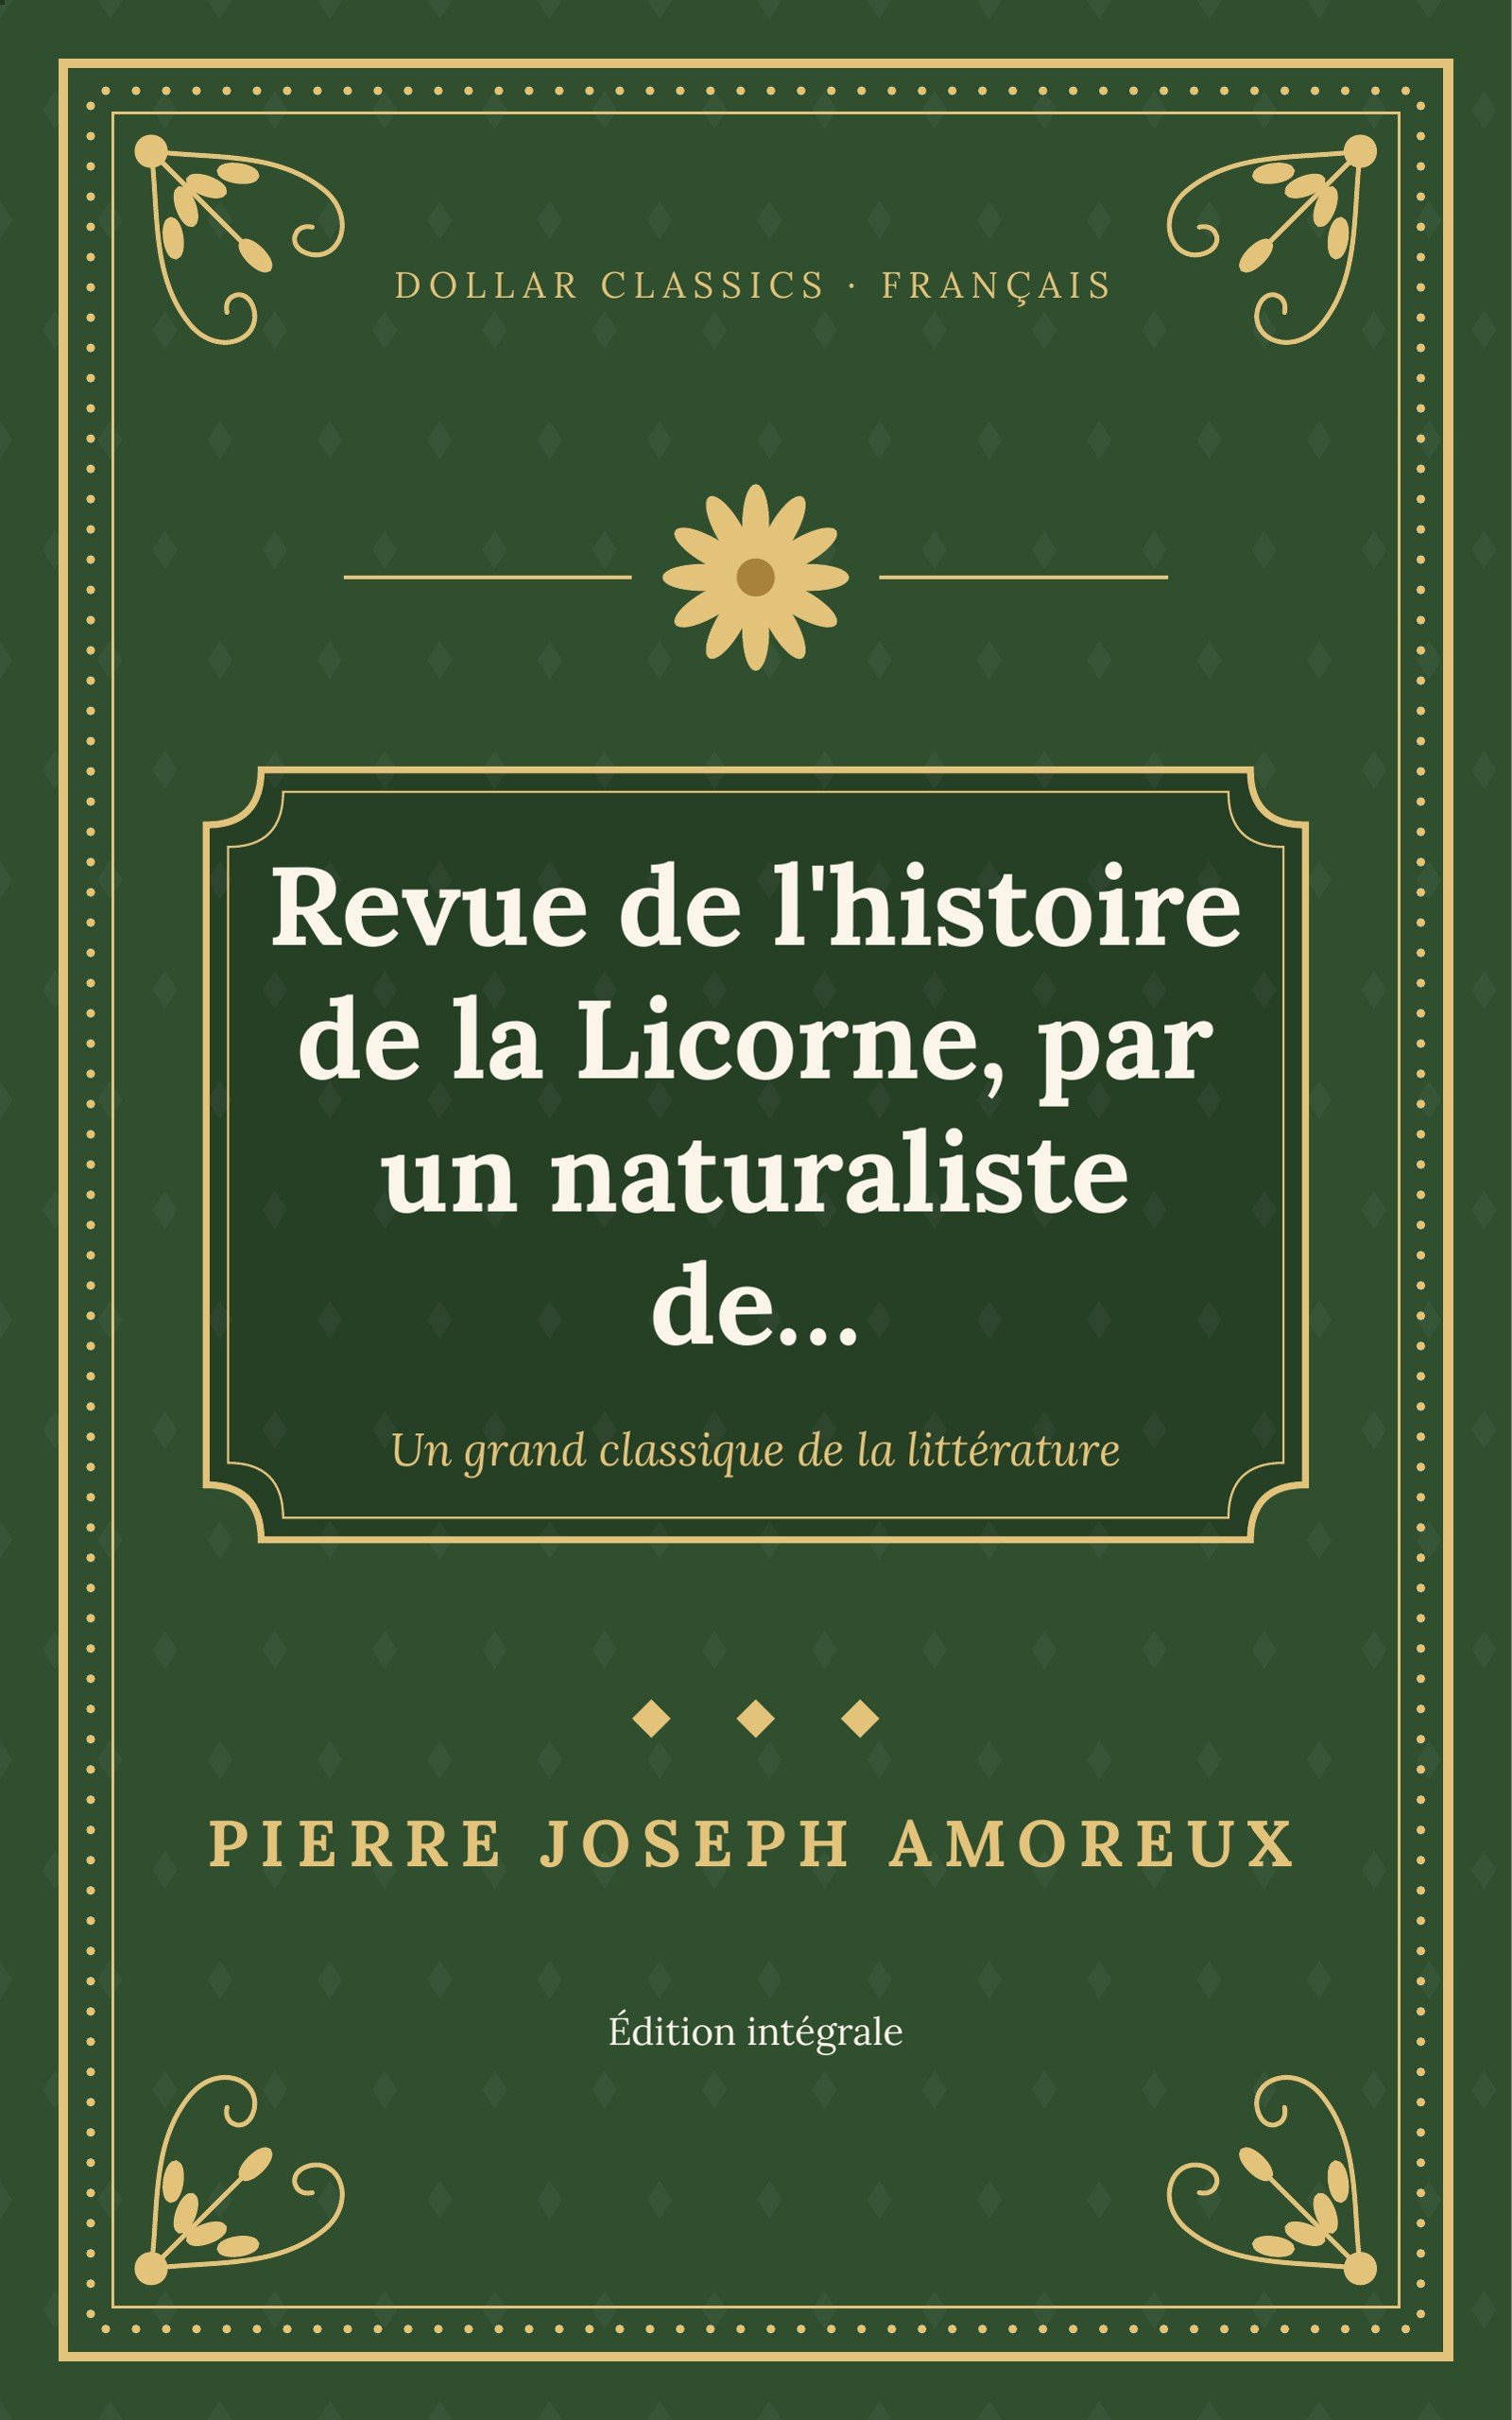 DOLLAR CLASSICS · FRANÇAIS
Revue de l'histoire
de la Licorne, par
un naturaliste
de...
Un grand classique de la littérature
PIERRE JOSEPH AMOREUX
Édition intégrale